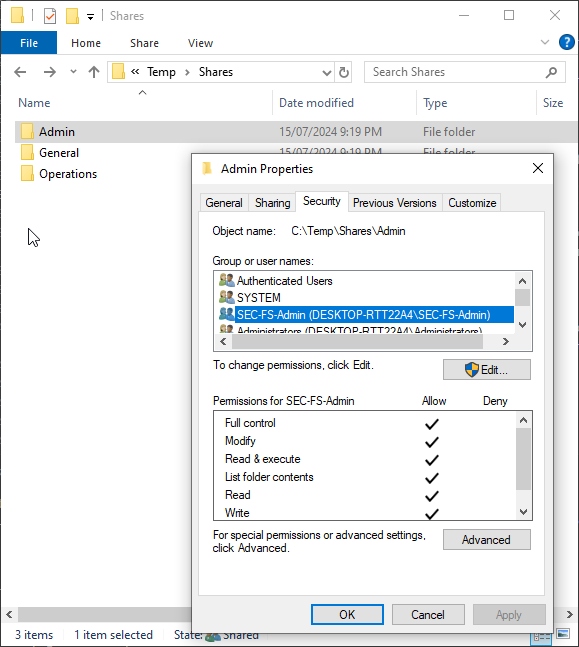 Shares
File Home Share View
« Temp > Shares
Search Shares
Name Date modified Type Size
Admin 15/07/2024 9:19 PM File folder
General 15/07/2024 9:19 PM File folder
Operations
Admin Properties
General Sharing Security Previous Versions Customize
Object name: C:\Temp\Shares\Admin
Group or user names:
Authenticated Users
SYSTEM
SEC-FS-Admin (DESKTOP-RTT22A4\SEC-FS-Admin)
Administrators (DESKTOP-RTT22A4\Administrators)
To change permissions, click Edit.
Edit...
Permissions for SEC-FS-Admin Allow Deny
Full control
Modify
Read & execute
List folder contents
Read
Write
For special permissions or advanced settings,
click Advanced.
Advanced
OK Cancel Apply
3 items 1 item selected State: Shared